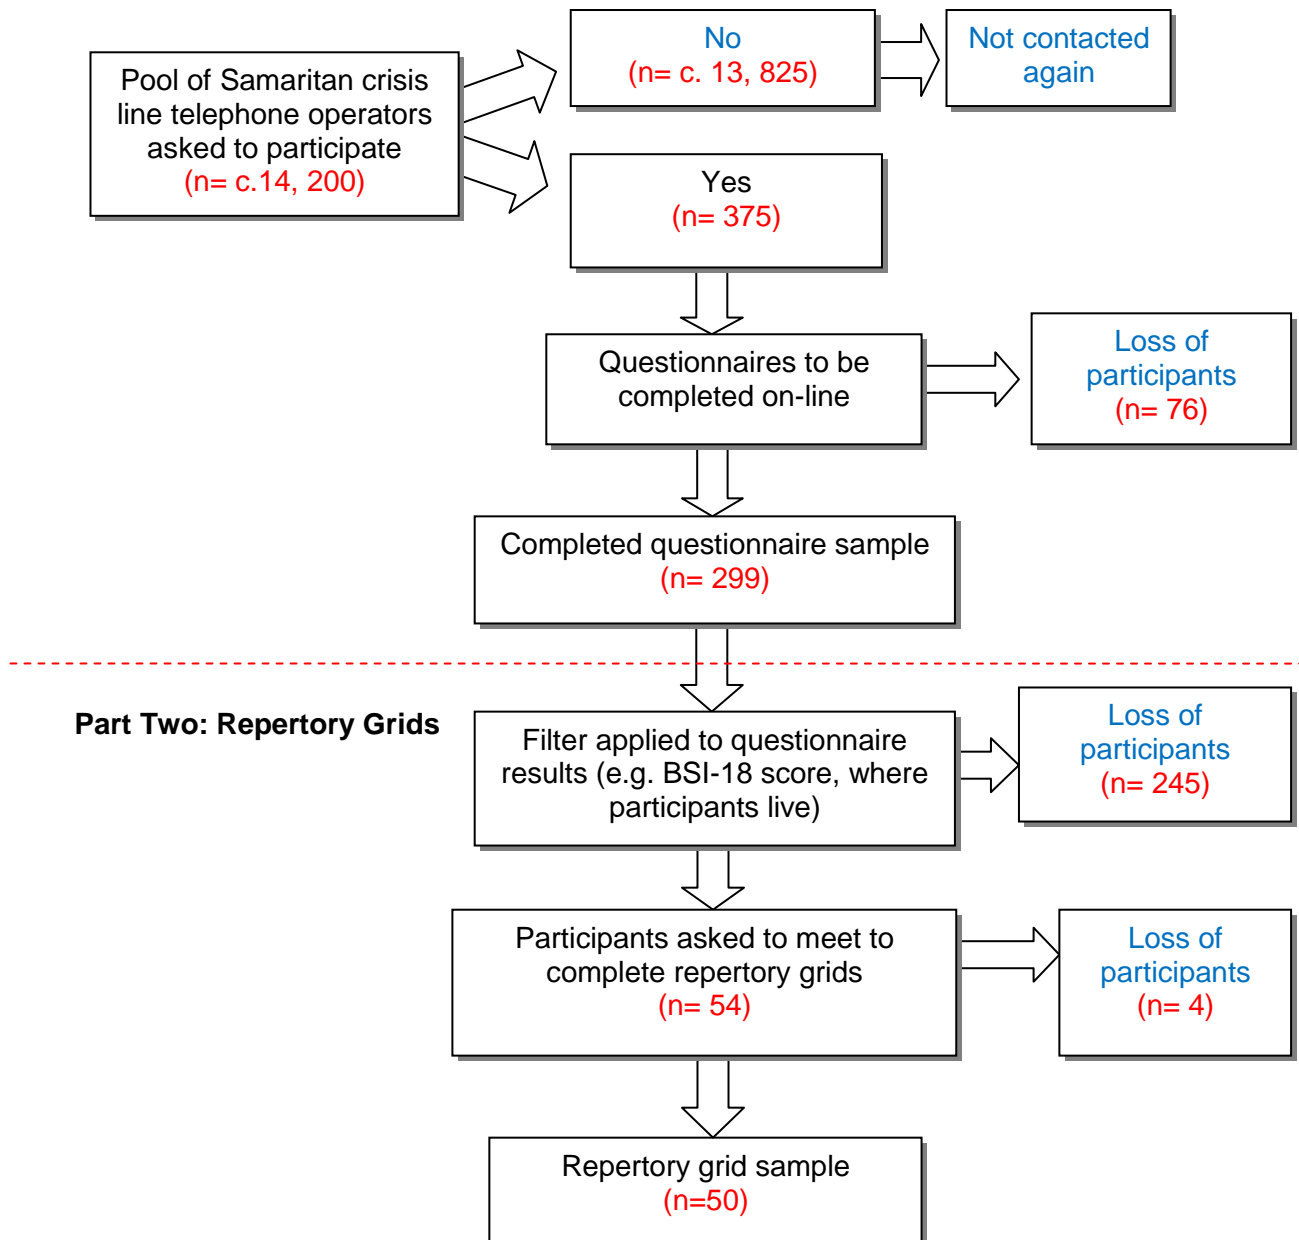 Pool of Samaritan crisis
line telephone operators
asked to participate
(n= c.14, 200)
No
(n= c. 13, 825)
Not contacted
again
Yes
(n= 375)
Questionnaires to be
completed on-line
Loss of
participants
(n= 76)
Completed questionnaire sample
(n= 299)
Part Two: Repertory Grids
Filter applied to questionnaire
results (e.g. BSI-18 score, where
participants live)
Loss of
participants
(n= 245)
Participants asked to meet to
complete repertory grids
(n= 54)
Loss of
participants
(n= 4)
Repertory grid sample
(n=50)